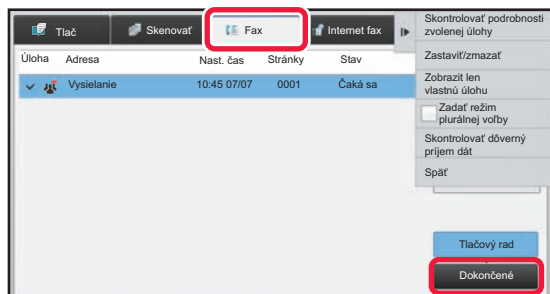 Tlač
Skenovať
Fax
Internet fax
Úloha Adresa Nast. čas Stránky Stav
Vysielanie 10:45 07/07 0001 Čaká sa
Skontrolovať podrobnosti
zvolenej úlohy
Zastaviť/zmazať
Zobraziť len
vlastnú úlohu
Zadať režim
plurálnej voľby
Skontrolovať dôverný
príjem dát
Späť
Tlačový rad
Dokončené